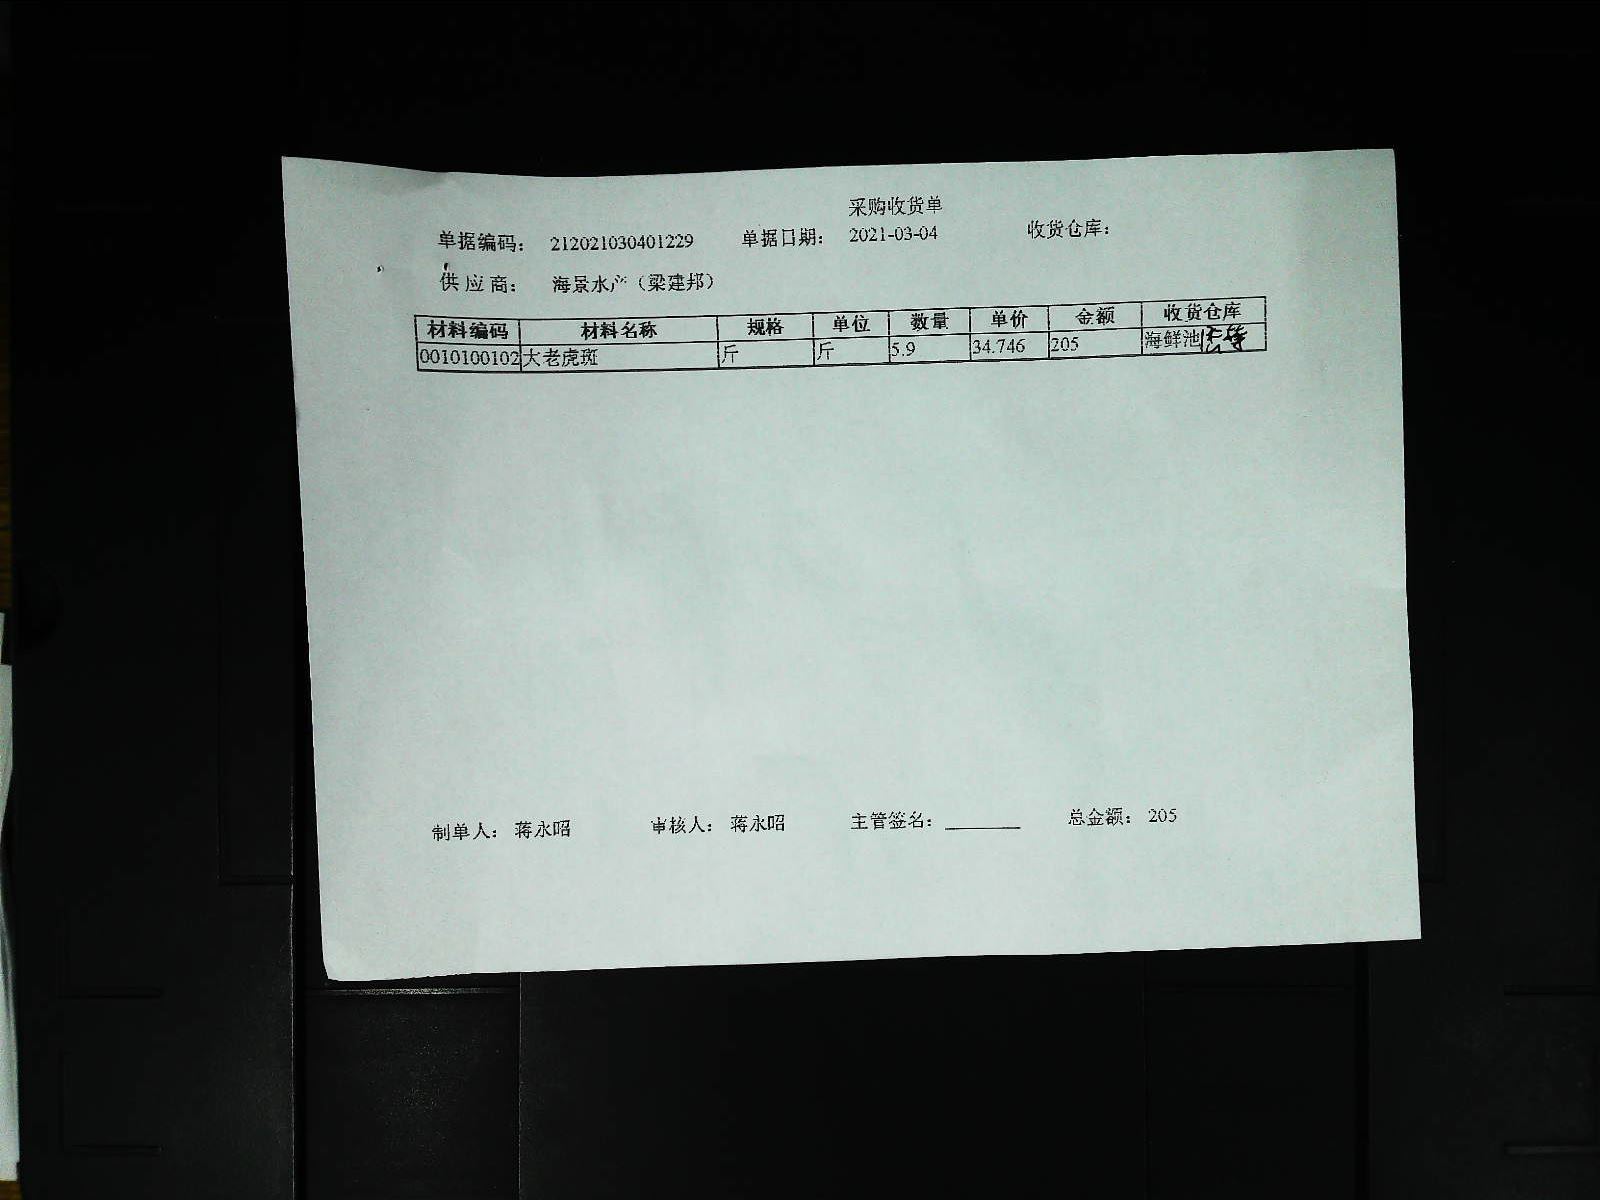 采购收货单
单据编码： 212021030401229 单据日期： 2021-03-04 收货仓库：
供应商： 海景水产（梁建邦）
材料编码 材料名称 规格 单位 数量 单价 金额 收货仓库
0010100102 大老虎斑 斤 斤 5.9 34.746 205 海鲜池
制单人： 蒋永昭 审核人： 蒋永昭 主管签名：________ 总金额： 205